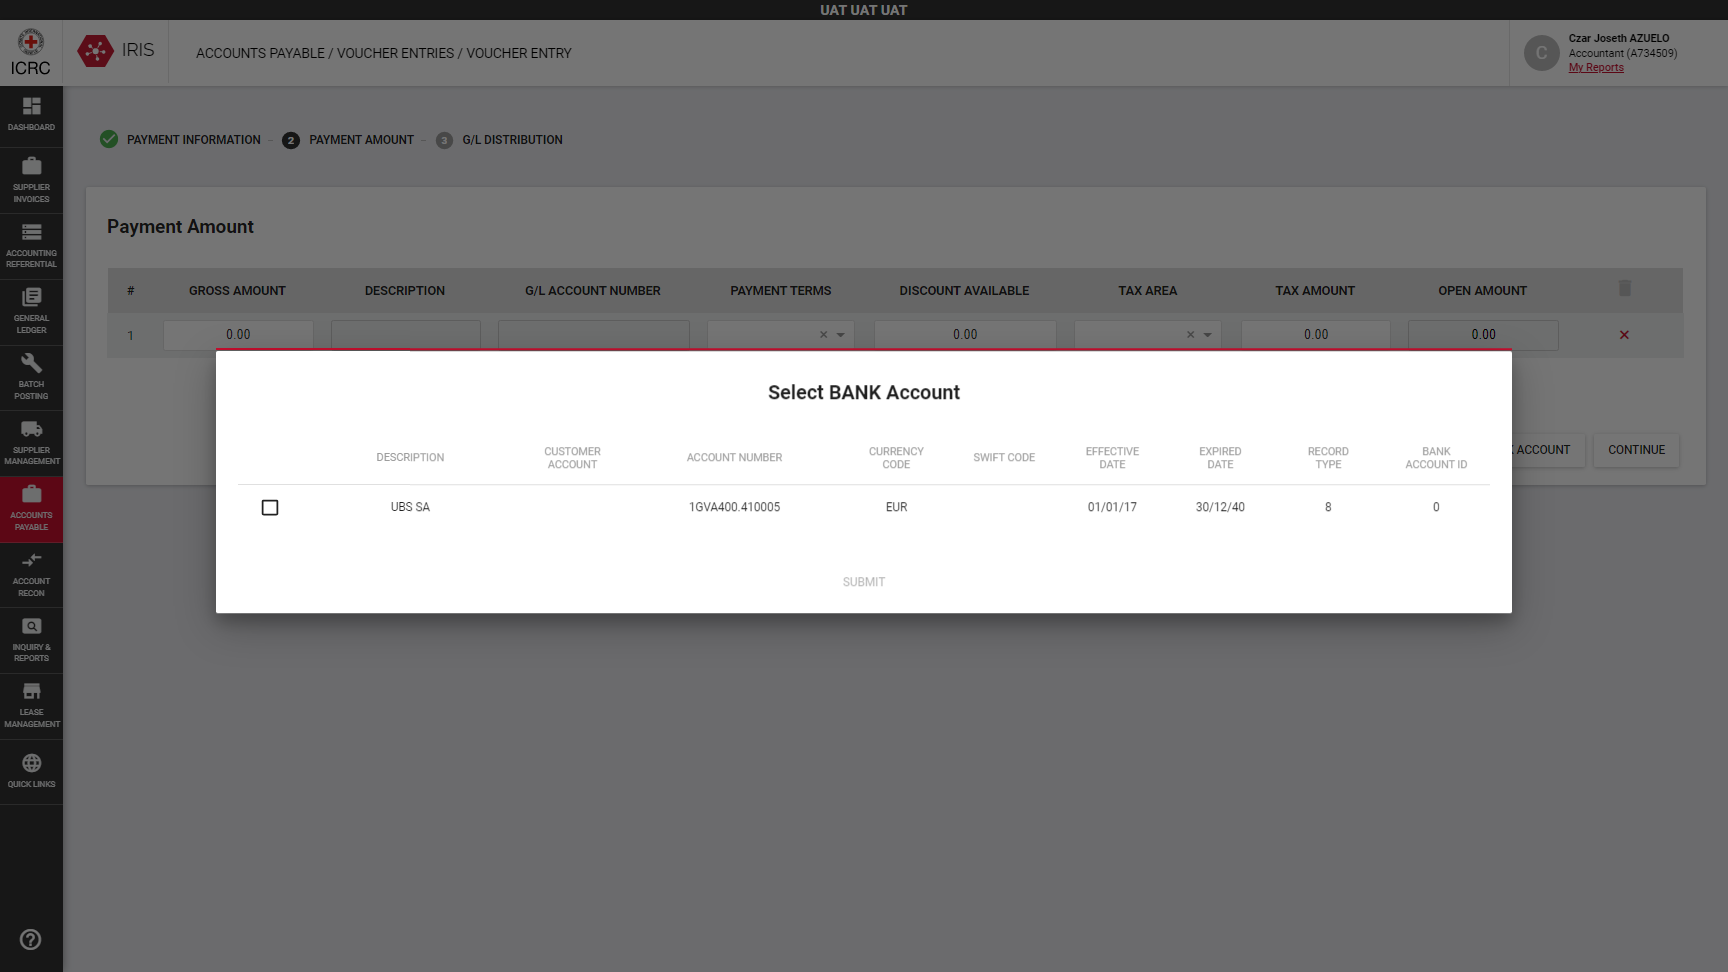 UAT UAT UAT
ICRC
IRIS
ACCOUNTS PAYABLE / VOUCHER ENTRIES / VOUCHER ENTRY
C
Czar Joseth AZUELO
Accountant (A734509)
My Reports
DASHBOARD
SUPPLIER
INVOICES
ACCOUNTING
REFERENTIAL
GENERAL
LEDGER
BATCH
POSTING
SUPPLIER
MANAGEMENT
ACCOUNTS
PAYABLE
ACCOUNT
RECON
INQUIRY &
REPORTS
LEASE
MANAGEMENT
QUICK LINKS
PAYMENT INFORMATION - 2 PAYMENT AMOUNT - 3 G/L DISTRIBUTION
Payment Amount
# GROSS AMOUNT DESCRIPTION G/L ACCOUNT NUMBER PAYMENT TERMS DISCOUNT AVAILABLE TAX AREA TAX AMOUNT OPEN AMOUNT
1 0.00 0.00 0.00 0.00
ACCOUNT CONTINUE
Select BANK Account
DESCRIPTION CUSTOMER ACCOUNT ACCOUNT NUMBER CURRENCY CODE SWIFT CODE EFFECTIVE DATE EXPIRED DATE RECORD TYPE BANK ACCOUNT ID
UBS SA 1GVA400.410005 EUR 01/01/17 30/12/40 8 0
SUBMIT